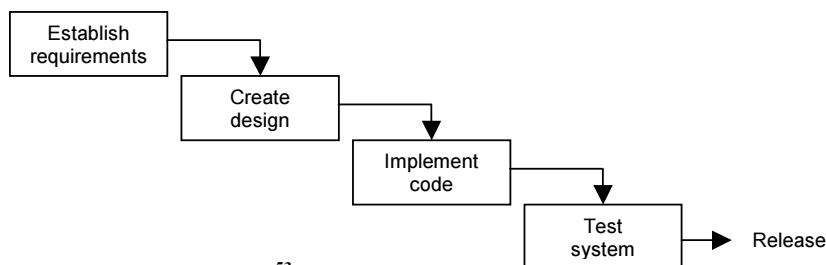 Establish
requirements
Create
design
Implement
code
Test
system
Release